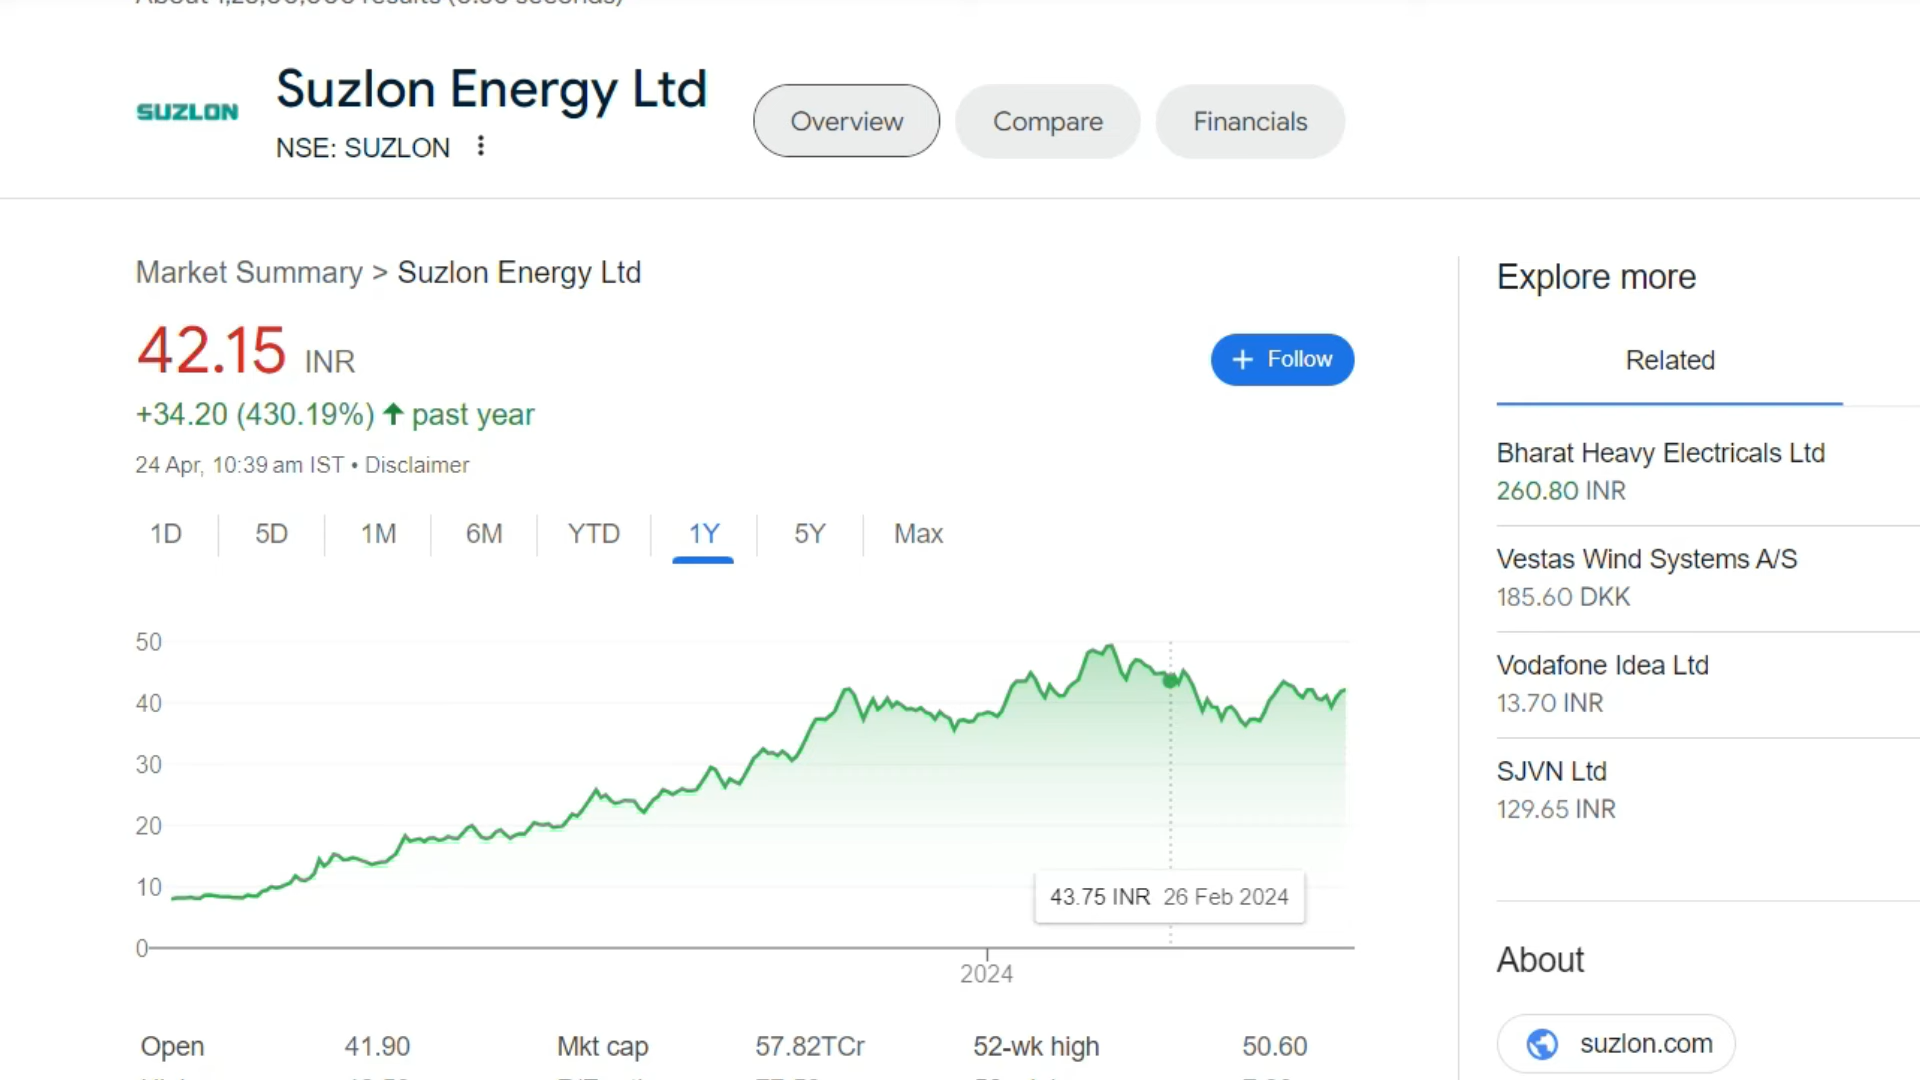 SUZLON
Suzlon Energy Ltd
NSE: SUZLON
Overview
Compare
Financials
Market Summary > Suzlon Energy Ltd
42.15 INR
+34.20 (430.19%) ↑ past year
24 Apr, 10:39 am IST • Disclaimer
+ Follow
1D 5D 1M 6M YTD 1Y 5Y Max
50
40
30
20
10
0
43.75 INR 26 Feb 2024
2024
Open 41.90 Mkt cap 57.82TCr 52-wk high 50.60
Explore more
Related
Bharat Heavy Electricals Ltd
260.80 INR
Vestas Wind Systems A/S
185.60 DKK
Vodafone Idea Ltd
13.70 INR
SJVN Ltd
129.65 INR
About
suzlon.com